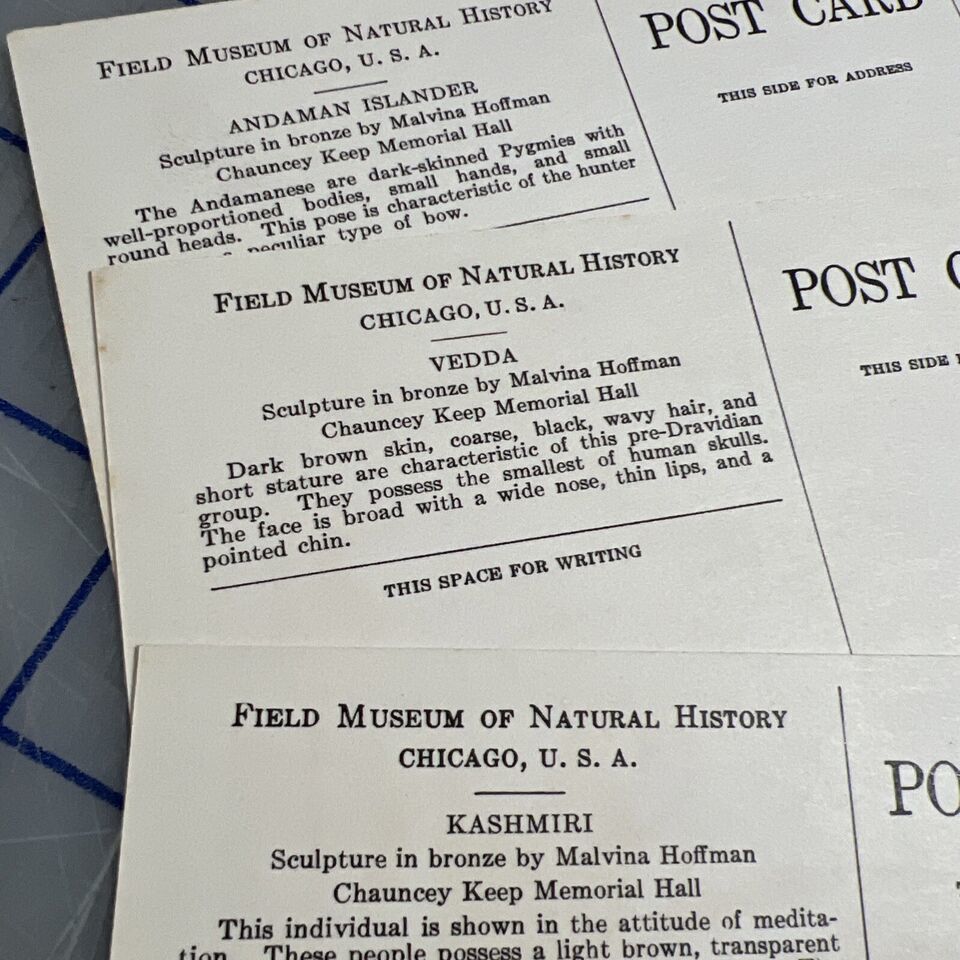 FIELD MUSEUM OF NATURAL HISTORY
CHICAGO, U. S. A.
ANDAMAN ISLANDER
Sculpture in bronze by Malvina Hoffman
Chauncey Keep Memorial Hall
The Andamanese are dark-skinned Pygmies with
well-proportioned bodies, small hands, and small
round heads. This pose is characteristic of the hunter
peculiar type of bow.
POST CARD
THIS SIDE FOR ADDRESS
FIELD MUSEUM OF NATURAL HISTORY
CHICAGO, U. S. A.
VEDDA
Sculpture in bronze by Malvina Hoffman
Chauncey Keep Memorial Hall
Dark brown skin, coarse, black, wavy hair, and
short stature are characteristic of this pre-Dravidian
group. They possess the smallest of human skulls.
The face is broad with a wide nose, thin lips, and a
pointed chin.
THIS SPACE FOR WRITING
POST C
THIS SIDE
FIELD MUSEUM OF NATURAL HISTORY
CHICAGO, U. S. A.
KASHMIRI
Sculpture in bronze by Malvina Hoffman
Chauncey Keep Memorial Hall
This individual is shown in the attitude of medita-
tion. These people possess a light brown, transparent
PO